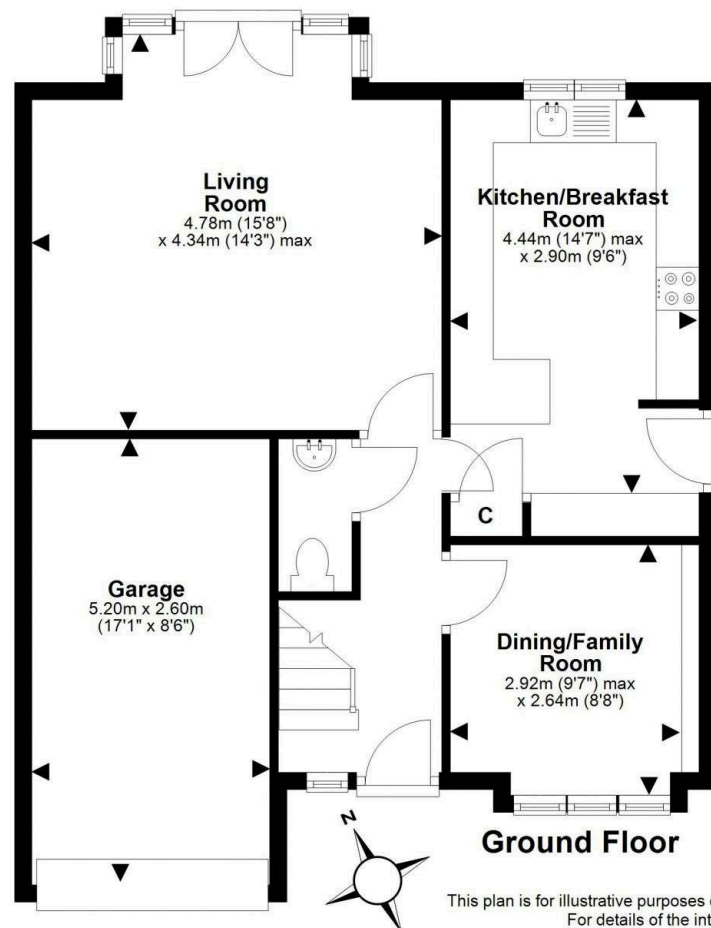 Living
Room
4.78m (15'8")
x 4.34m (14'3") max
Kitchen/Breakfast
Room
4.44m (14'7") max
x 2.90m (9'6")
C
Garage
5.20m x 2.60m
(17'1" x 8'6")
Dining/Family
Room
2.92m (9'7") max
x 2.64m (8'8")
N
Ground Floor
This plan is for illustrative purposes
For details of the int